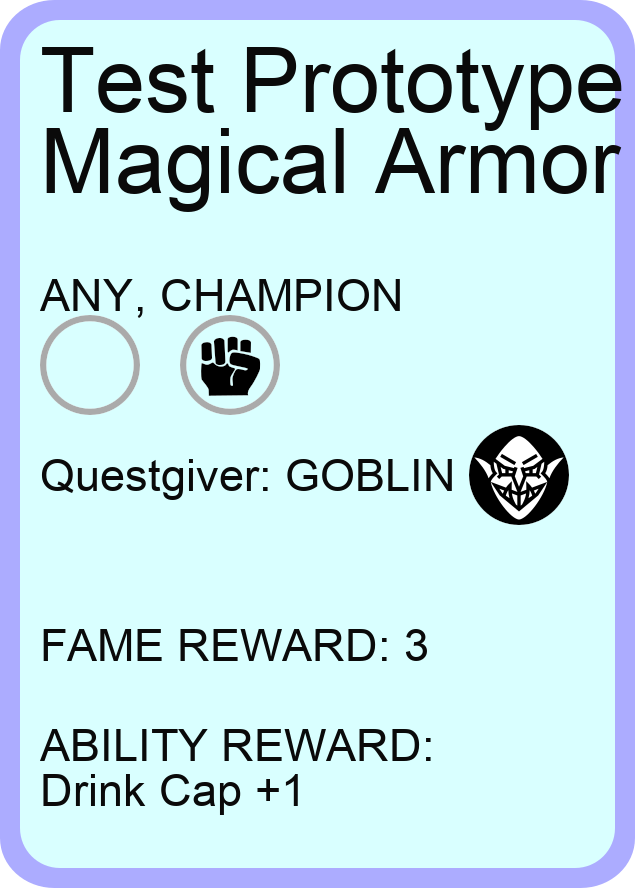 Test Prototype
Magical Armor
ANY, CHAMPION
Questgiver: GOBLIN
FAME REWARD: 3
ABILITY REWARD:
Drink Cap +1